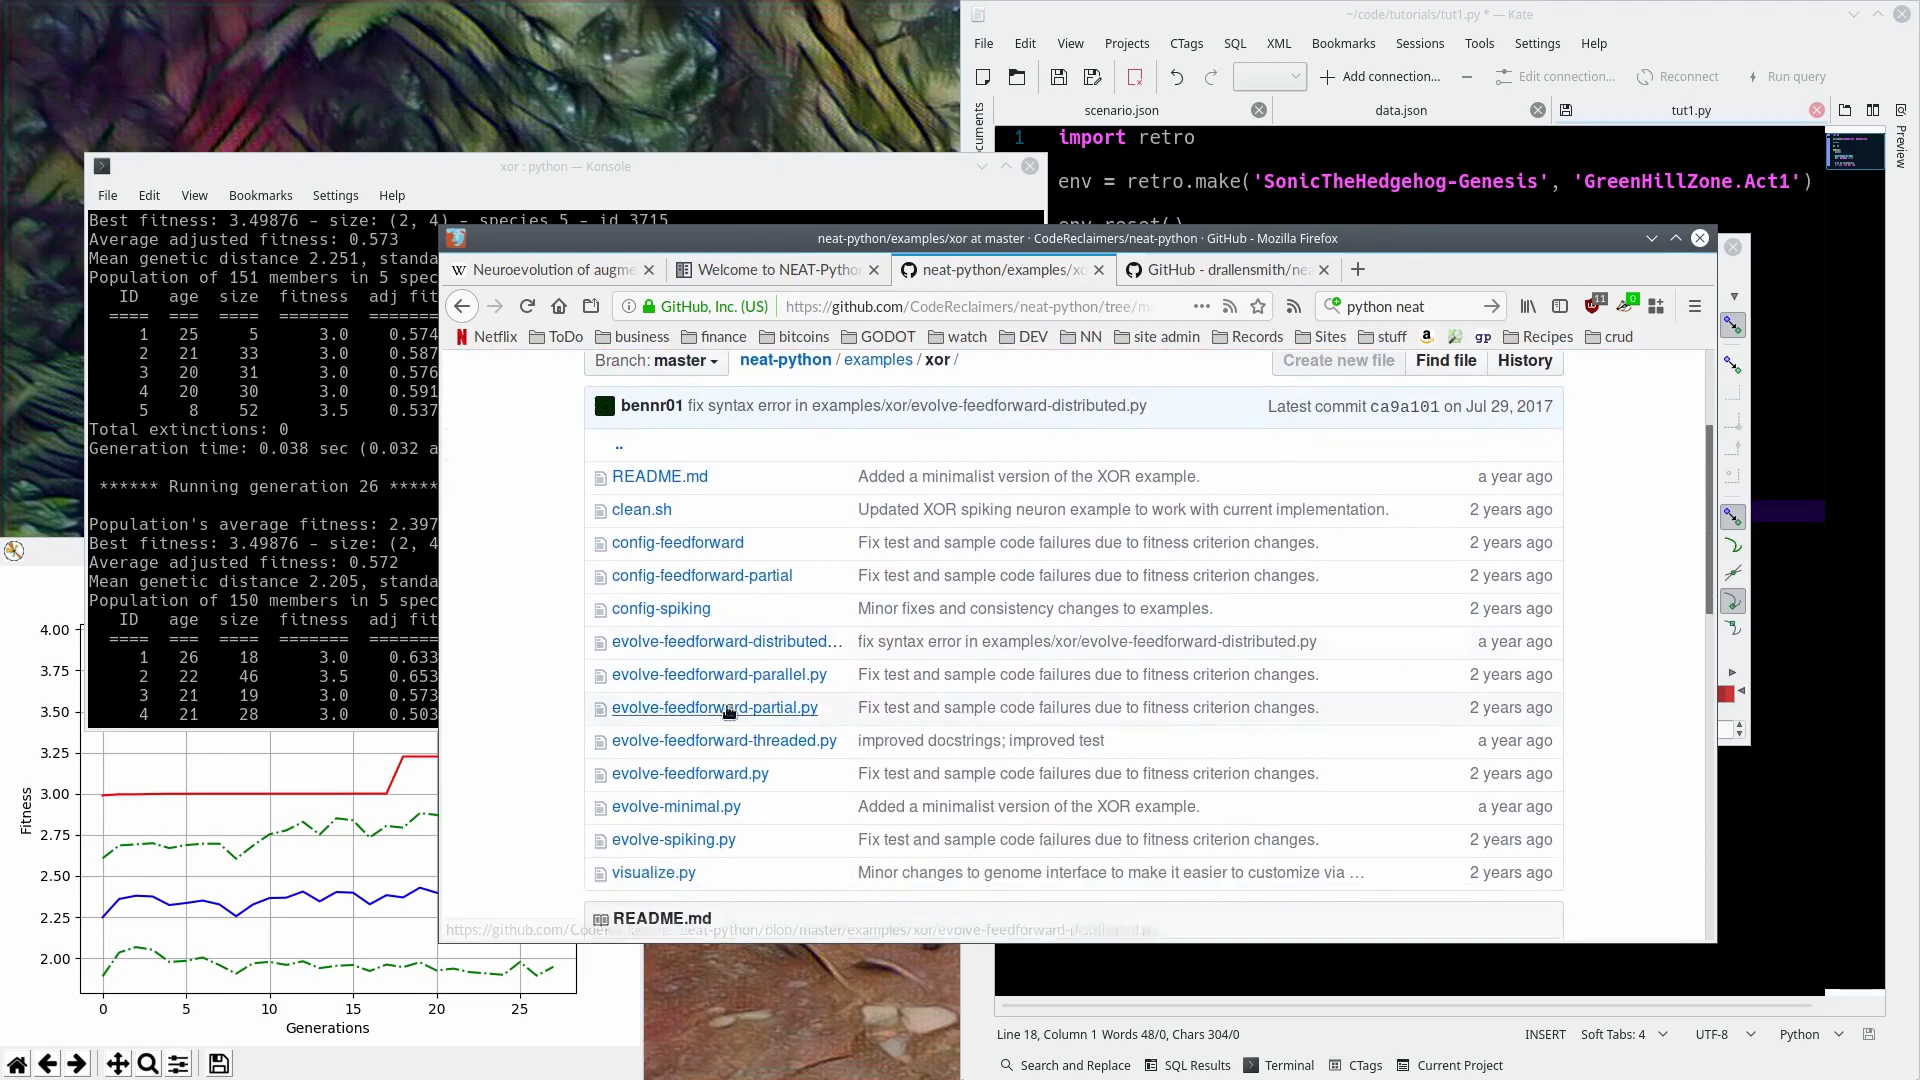 ~/code/tutorials/tut1.py * — Kate
File Edit View Projects CTags SQL XML Bookmarks Sessions Tools Settings Help
Add connection... Edit connection... Reconnect Run query
scenario.json data.json tut1.py
Preview
1 import retro
env = retro.make('SonicTheHedgehog-Genesis', 'GreenHillZone.Act1')
env.reset()
xor : python — Konsole
File Edit View Bookmarks Settings Help
Best fitness: 3.49876 - size: (2, 4) - species 5 - id 3715
Average adjusted fitness: 0.573
Mean genetic distance 2.251, standa
Population of 151 members in 5 spec
ID age size fitness adj fit
==== === ==== ======= =======
1 25 5 3.0 0.574
2 21 33 3.0 0.587
3 20 31 3.0 0.576
4 20 30 3.0 0.591
5 8 52 3.5 0.537
Total extinctions: 0
Generation time: 0.038 sec (0.032 a
****** Running generation 26 *****
Population's average fitness: 2.397
Best fitness: 3.49876 - size: (2, 4
Average adjusted fitness: 0.572
Mean genetic distance 2.205, standa
Population of 150 members in 5 spec
ID age size fitness adj fit
==== === ==== ======= =======
1 26 18 3.0 0.633
2 22 46 3.5 0.653
3 21 19 3.0 0.573
4 21 28 3.0 0.503
neat-python/examples/xor at master · CodeReclaimers/neat-python · GitHub - Mozilla Firefox
Neuroevolution of augme Welcome to NEAT-Python neat-python/examples/xo GitHub - drallensmith/nea
GitHub, Inc. (US) https://github.com/CodeReclaimers/neat-python/tree/ma python neat 11 0
Netflix ToDo business finance bitcoins GODOT watch DEV NN site admin Records Sites stuff gp Recipes crud
Branch: master neat-python / examples / xor / Create new file Find file History
bennr01 fix syntax error in examples/xor/evolve-feedforward-distributed.py Latest commit ca9a101 on Jul 29, 2017
..
README.md Added a minimalist version of the XOR example. a year ago
clean.sh Updated XOR spiking neuron example to work with current implementation. 2 years ago
config-feedforward Fix test and sample code failures due to fitness criterion changes. 2 years ago
config-feedforward-partial Fix test and sample code failures due to fitness criterion changes. 2 years ago
config-spiking Minor fixes and consistency changes to examples. 2 years ago
evolve-feedforward-distributed... fix syntax error in examples/xor/evolve-feedforward-distributed.py a year ago
evolve-feedforward-parallel.py Fix test and sample code failures due to fitness criterion changes. 2 years ago
evolve-feedforward-partial.py Fix test and sample code failures due to fitness criterion changes. 2 years ago
evolve-feedforward-threaded.py improved docstrings; improved test a year ago
evolve-feedforward.py Fix test and sample code failures due to fitness criterion changes. 2 years ago
evolve-minimal.py Added a minimalist version of the XOR example. a year ago
evolve-spiking.py Fix test and sample code failures due to fitness criterion changes. 2 years ago
visualize.py Minor changes to genome interface to make it easier to customize via ... 2 years ago
README.md
4.00
3.75
3.50
3.25
3.00
2.75
2.50
2.25
2.00
Fitness
0 5 10 15 20 25
Generations
Line 18, Column 1 Words 48/0, Chars 304/0 INSERT Soft Tabs: 4 UTF-8 Python
Search and Replace SQL Results Terminal CTags Current Project